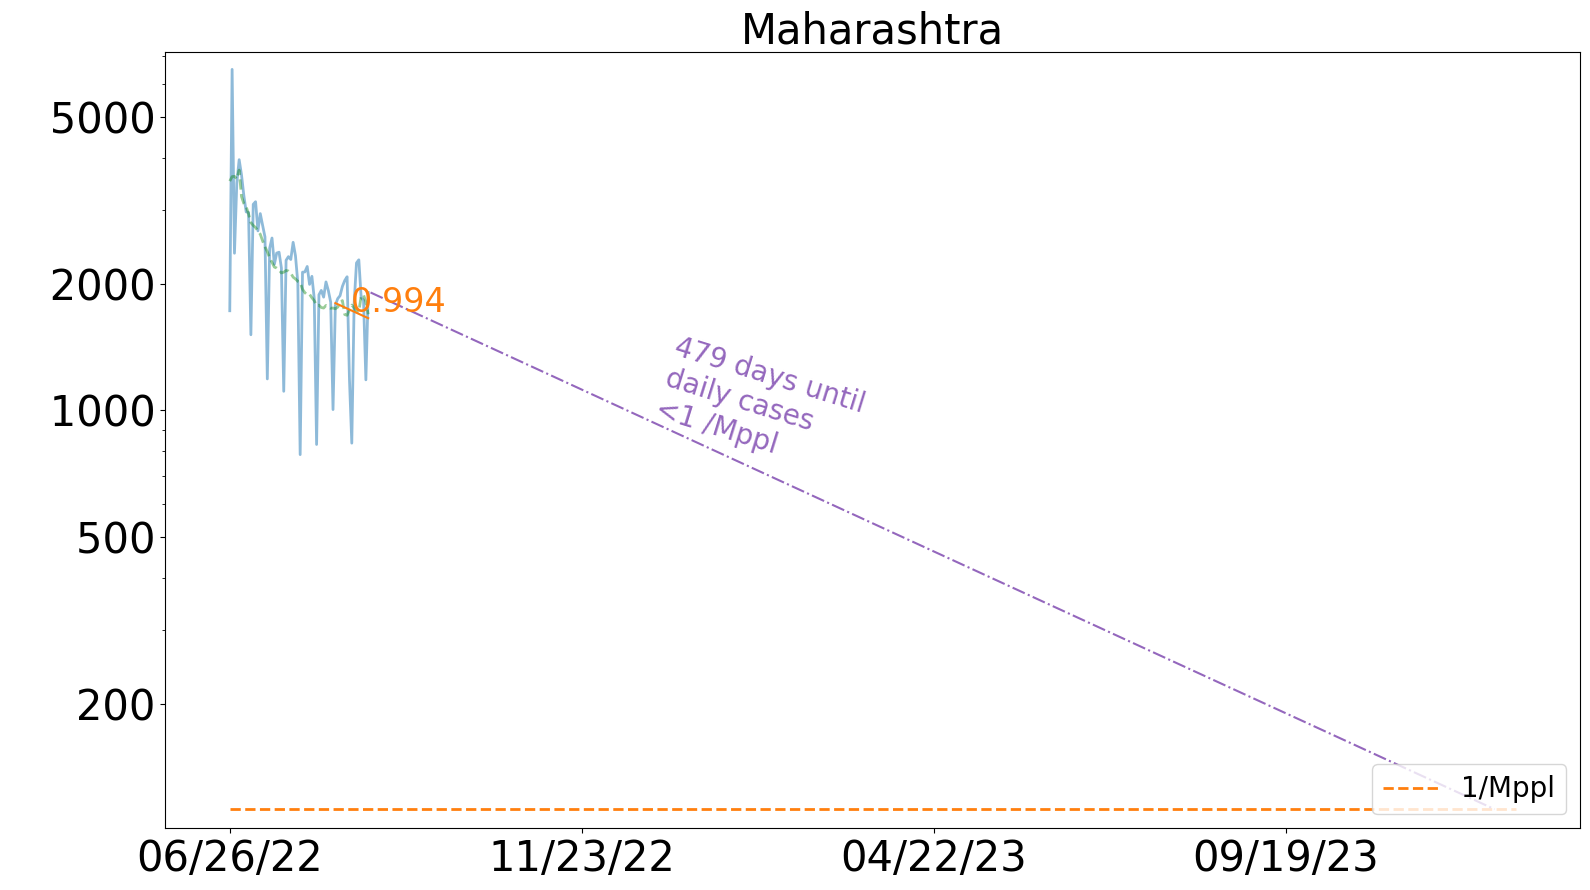 Maharashtra
5000
2000
1000
500
200
0.994
479 days until
daily cases
<1 /Mppl
1/Mppl
06/26/22
11/23/22
04/22/23
09/19/23